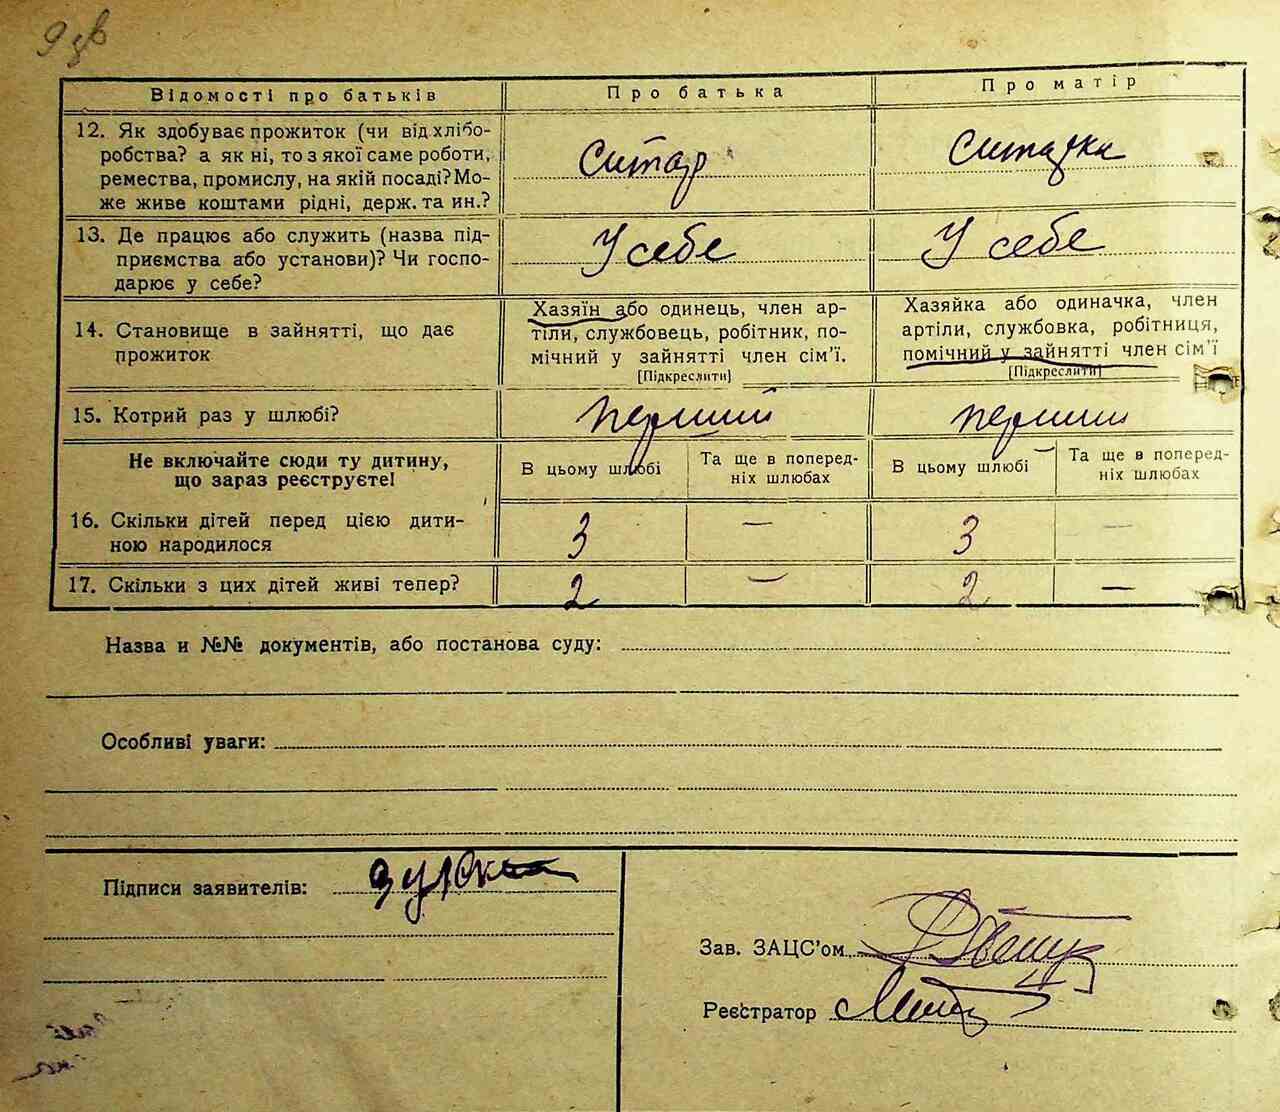 9 зв
Відомості про батьків
Про батька
Про матір
12. Як здобуває прожиток (чи від хлібо-
робства? а як ні, то з якої саме роботи,
ремества, промислу, на якій посаді? Мо-
же живе коштами рідні, держ. та ин.?
Ситар
Ситарка
13. Де працює або служить (назва під-
приємства або установи)? Чи госпо-
дарює у себе?
У себе
У себе
14. Становище в зайнятті, що дає
прожиток
Хазяїн або одинець, член ар-
тіли, службовець, робітник, по-
мічний у зайнятті член сім'ї.
[Підкреслити]
Хазяйка або одиначка, член
артіли, службовка, робітниця,
помічний у зайнятті член сім'ї
[Підкреслити]
15. Котрий раз у шлюбі?
перший
перший
Не включайте сюди ту дитину,
що зараз реєструєте!
В цьому шлюбі
Та ще в поперед-
ніх шлюбах
В цьому шлюбі
Та ще в поперед-
ніх шлюбах
16. Скільки дітей перед цією дити-
ною народилося
3
—
3
—
17. Скільки з цих дітей живі тепер?
2
—
2
—
Назва и №№ документів, або постанова суду:
Особливі уваги:
Підписи заявителів:
Зав. ЗАЦС'ом
Реєстратор